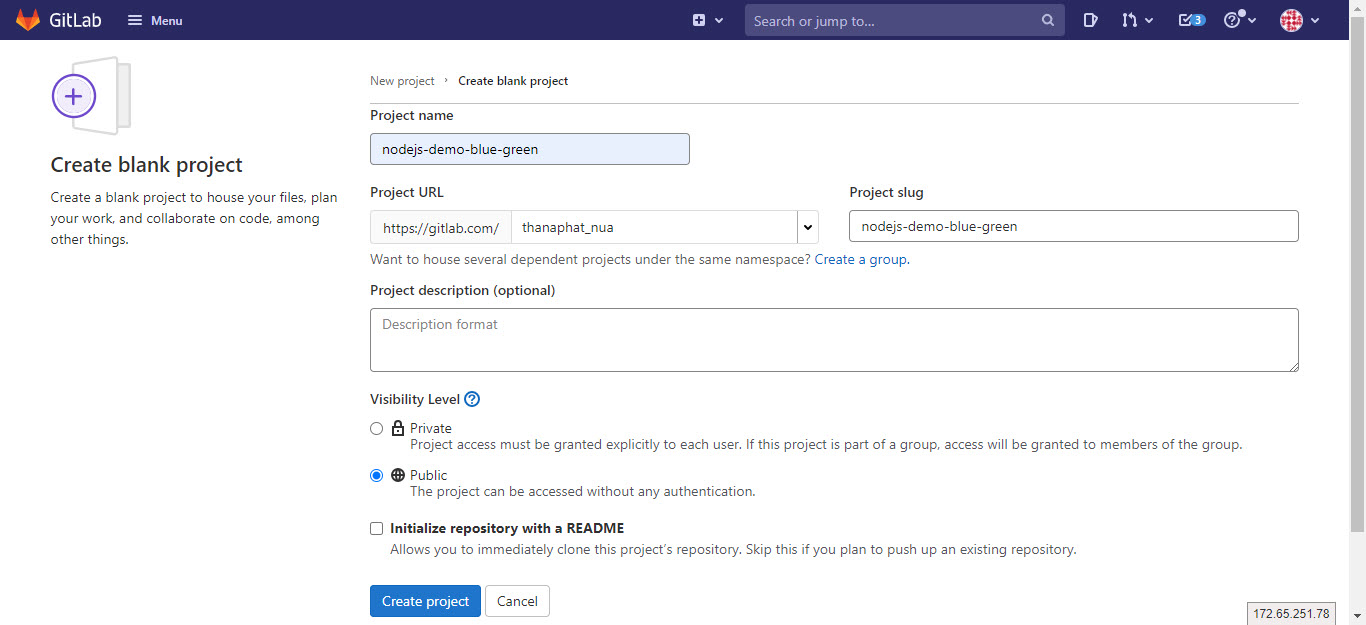 GitLab
Menu
Search or jump to...
3
Create blank project
Create a blank project to house your files, plan
your work, and collaborate on code, among
other things.
New project › Create blank project
Project name
nodejs-demo-blue-green
Project URL
Project slug
https://gitlab.com/
thanaphat_nua
nodejs-demo-blue-green
Want to house several dependent projects under the same namespace? Create a group.
Project description (optional)
Description format
Visibility Level
Private
Project access must be granted explicitly to each user. If this project is part of a group, access will be granted to members of the group.
Public
The project can be accessed without any authentication.
Initialize repository with a README
Allows you to immediately clone this project's repository. Skip this if you plan to push up an existing repository.
Create project
Cancel
172.65.251.78